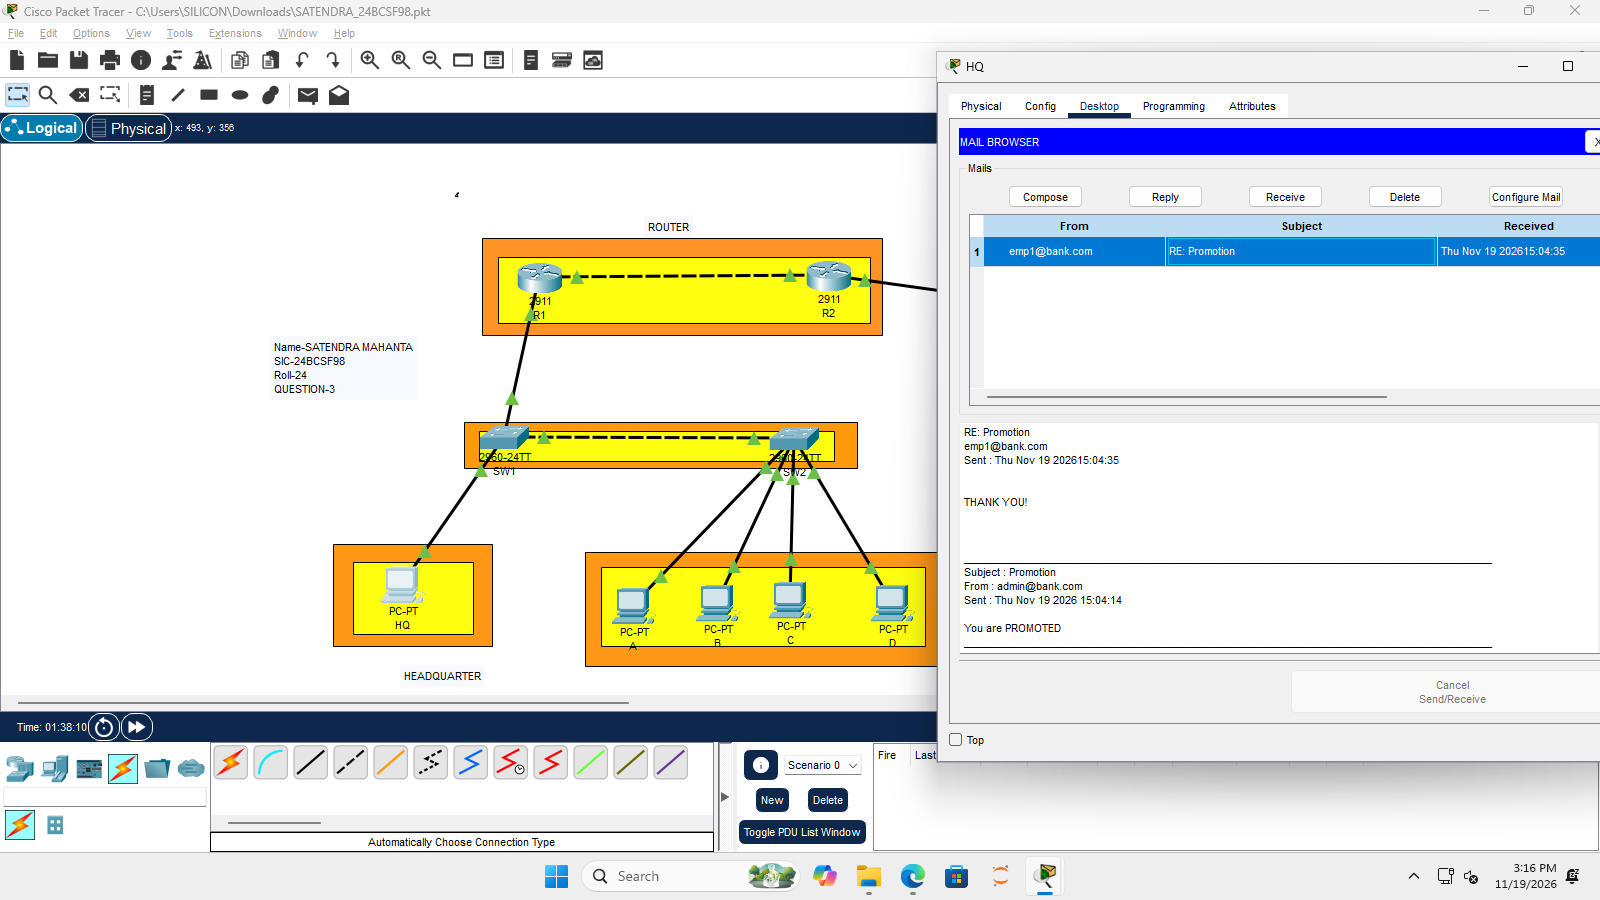 Cisco Packet Tracer - C:\Users\SILICON\Downloads\SATENDRA_24BCSF98.pkt
File Edit Options View Tools Extensions Window Help
Logical Physical x: 493, y: 356
ROUTER
2911
R1
2911
R2
Name-SATENDRA MAHANTA
SIC-24BCSF98
Roll-24
QUESTION-3
2960-24TT
SW1
2960-24TT
SW2
PC-PT
HQ
PC-PT
A
PC-PT
B
PC-PT
C
PC-PT
D
HEADQUARTER
HQ
Physical Config Desktop Programming Attributes
MAIL BROWSER
X
Mails
Compose Reply Receive Delete Configure Mail
From Subject Received
1 emp1@bank.com RE: Promotion Thu Nov 19 202615:04:35
RE: Promotion
emp1@bank.com
Sent : Thu Nov 19 202615:04:35
THANK YOU!
Subject : Promotion
From : admin@bank.com
Sent : Thu Nov 19 2026 15:04:14
You are PROMOTED
Cancel
Send/Receive
Top
Time: 01:38:10
Automatically Choose Connection Type
Scenario 0
New Delete
Toggle PDU List Window
Fire Last
Search
3:16 PM
11/19/2026